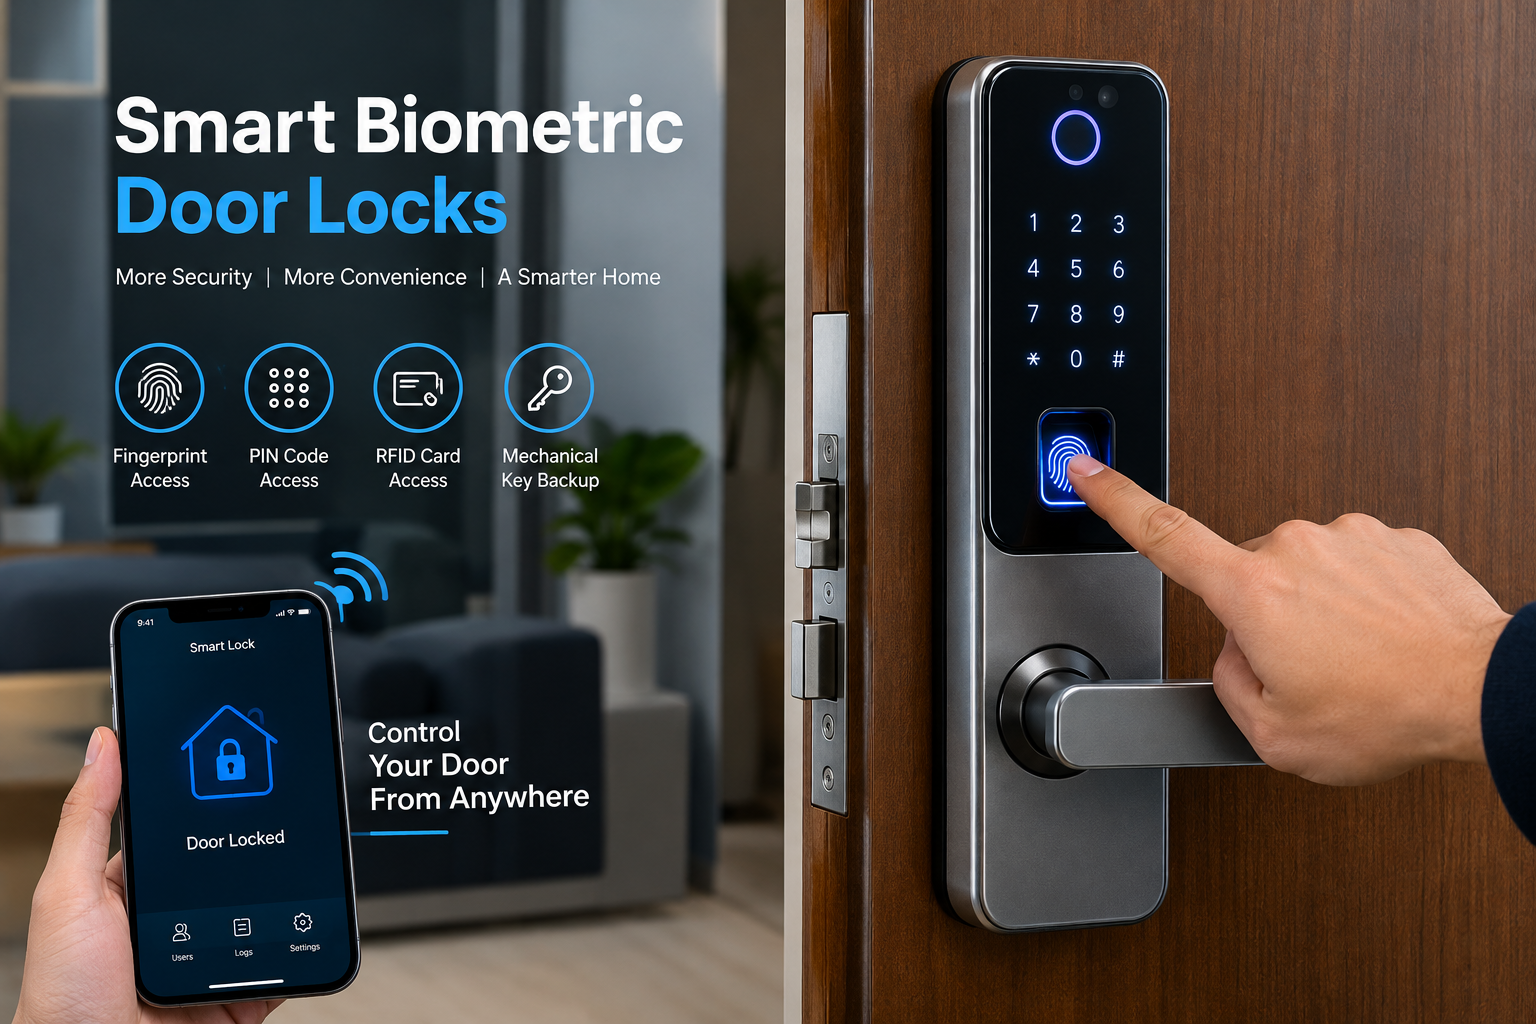 Smart Biometric
Door Locks
More Security | More Convenience | A Smarter Home
Fingerprint
Access
PIN Code
Access
RFID Card
Access
Mechanical
Key Backup
9:41
Smart Lock
Door Locked
Users
Logs
Settings
Control
Your Door
From Anywhere
1 2 3
4 5 6
7 8 9
* 0 #